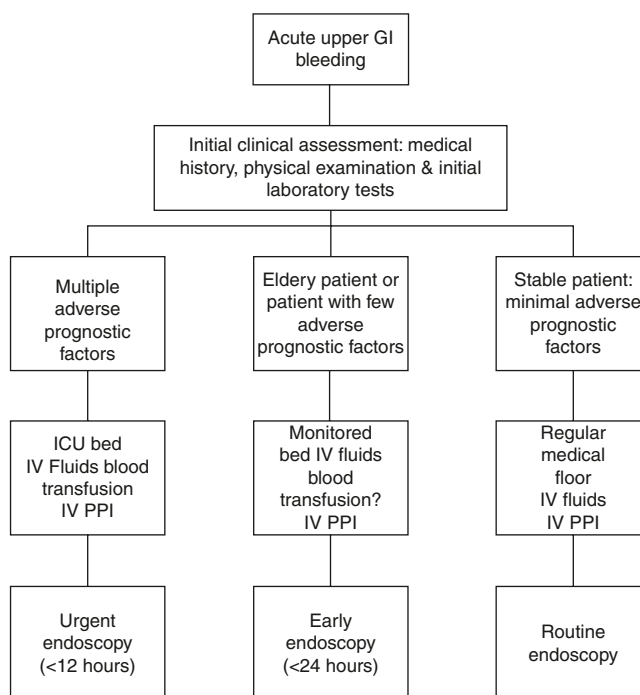 Acute upper GI
bleeding
Initial clinical assessment: medical
history, physical examination & initial
laboratory tests
Multiple
adverse
prognostic
factors
Eldery patient or
patient with few
adverse
prognostic factors
Stable patient:
minimal adverse
prognostic
factors
ICU bed
IV Fluids blood
transfusion
IV PPI
Monitored
bed IV fluids
blood
transfusion?
IV PPI
Regular
medical
floor
IV fluids
IV PPI
Urgent
endoscopy
(<12 hours)
Early
endoscopy
(<24 hours)
Routine
endoscopy